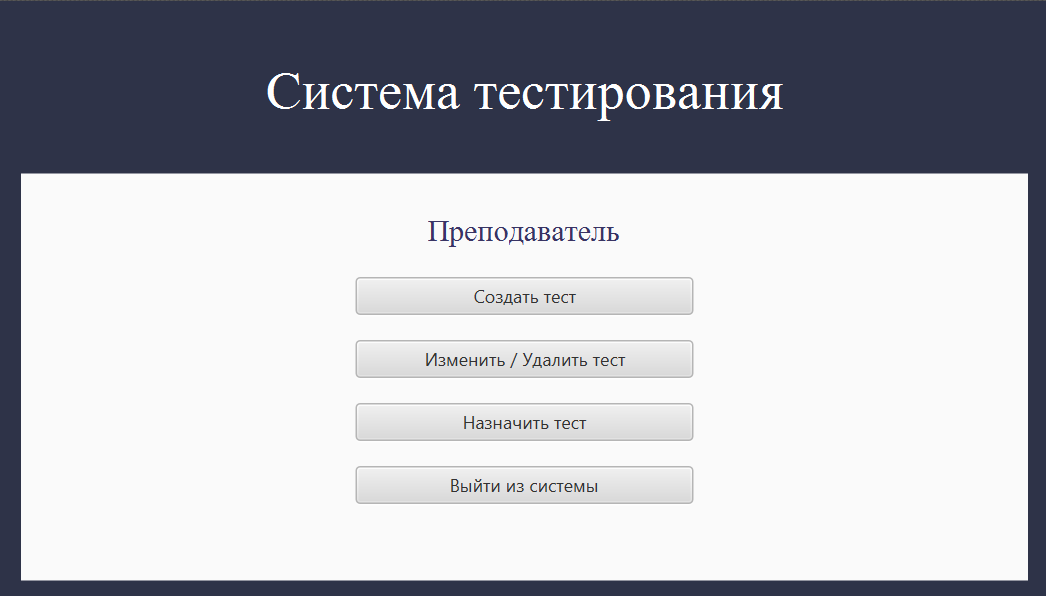 Система тестирования
Преподаватель
Создать тест
Изменить / Удалить тест
Назначить тест
Выйти из системы